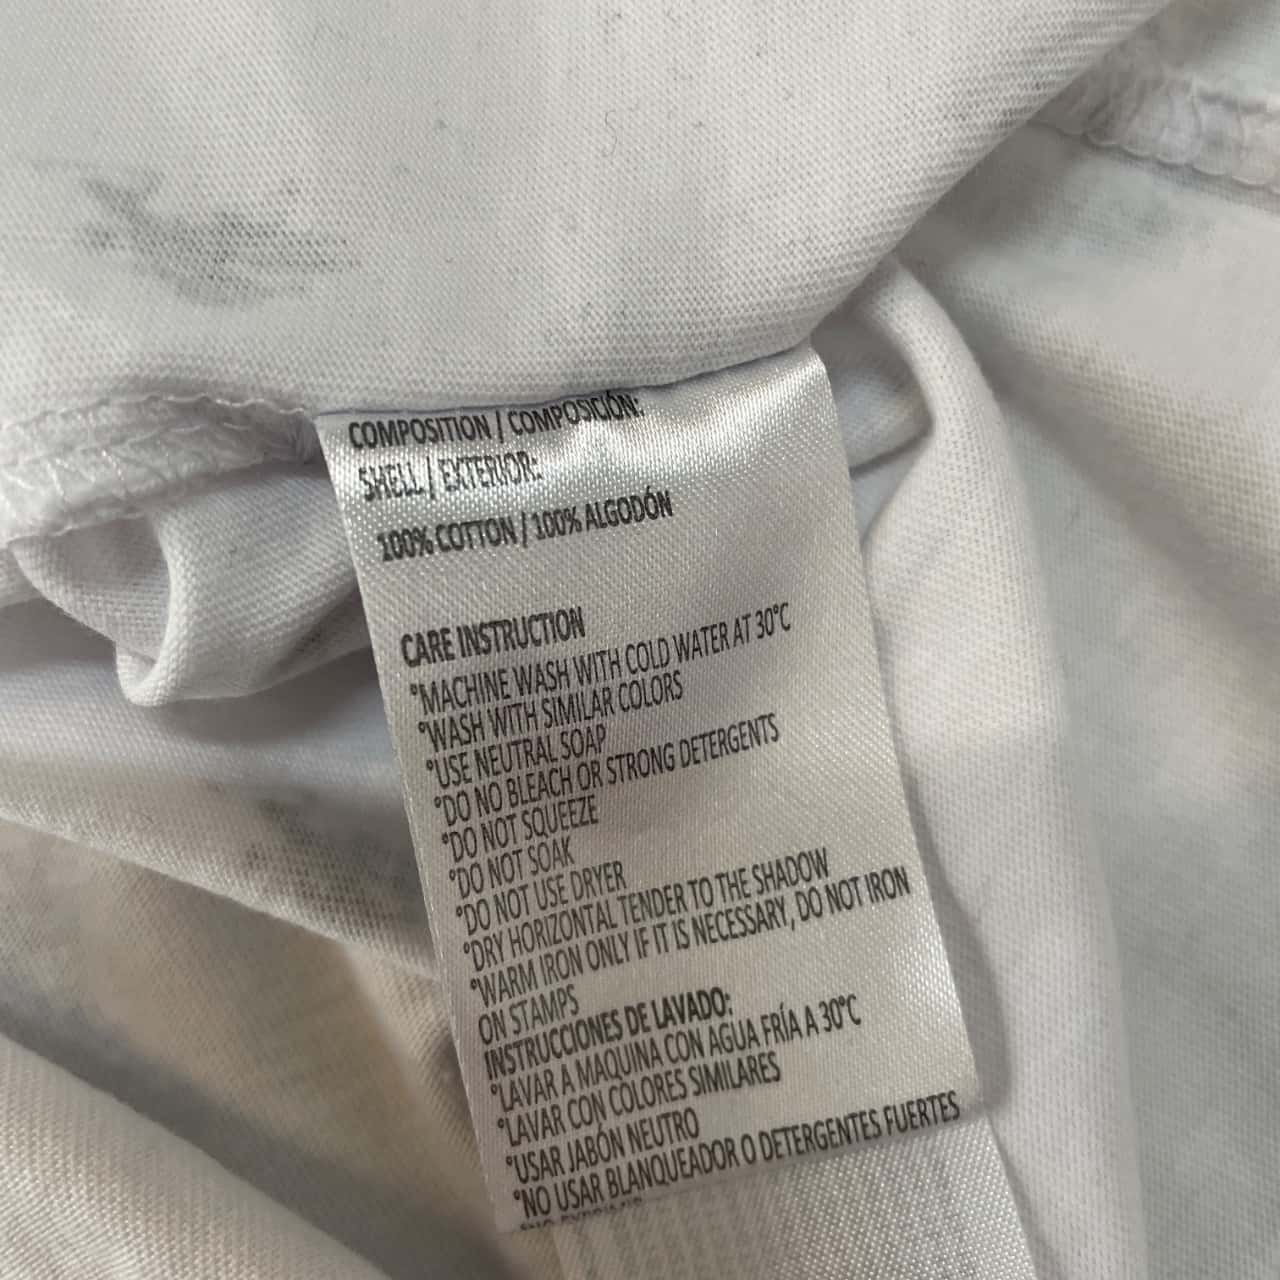 COMPOSITION / COMPOSICIÓN:
SHELL / EXTERIOR:
100% COTTON / 100% ALGODÓN
CARE INSTRUCTION
*MACHINE WASH WITH COLD WATER AT 30°C
*WASH WITH SIMILAR COLORS
*USE NEUTRAL SOAP
*DO NO BLEACH OR STRONG DETERGENTS
*DO NOT SQUEEZE
*DO NOT SOAK
*DO NOT USE DRYER
*DRY HORIZONTAL TENDER TO THE SHADOW
*WARM IRON ONLY IF IT IS NECESSARY, DO NOT IRON
ON STAMPS
INSTRUCCIONES DE LAVADO:
*LAVAR A MAQUINA CON AGUA FRÍA A 30°C
*LAVAR CON COLORES SIMILARES
*USAR JABÓN NEUTRO
*NO USAR BLANQUEADOR O DETERGENTES FUERTES